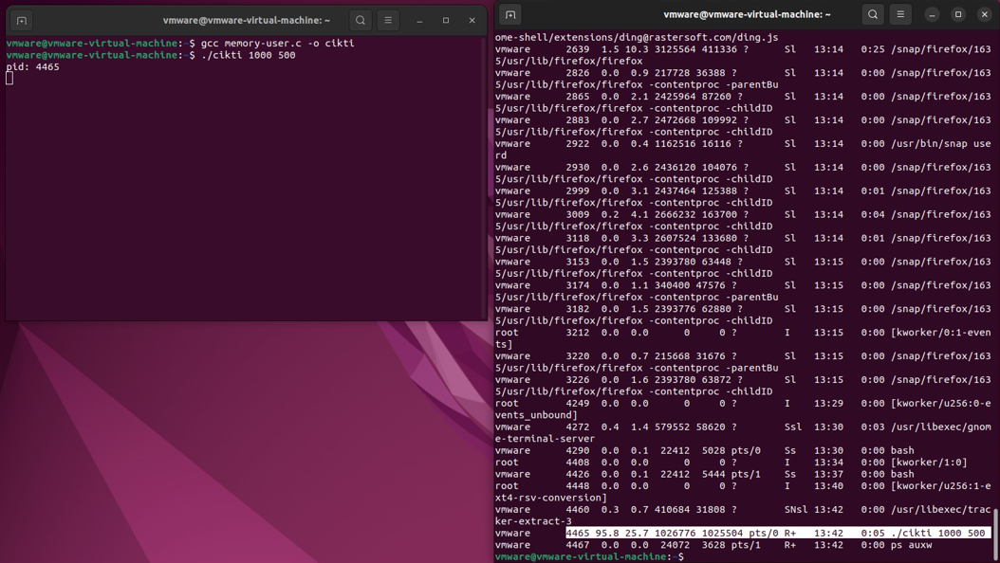 vmware@vmware-virtual-machine: ~
vmware@vmware-virtual-machine:~$ gcc memory-user.c -o cikti
vmware@vmware-virtual-machine:~$ ./cikti 1000 500
pid: 4465
vmware@vmware-virtual-machine: ~
ome-shell/extensions/ding@rastersoft.com/ding.js
vmware 2639 1.5 10.3 3125564 411336 ? Sl 13:14 0:25 /snap/firefox/163
5/usr/lib/firefox/firefox
vmware 2826 0.0 0.9 217728 36388 ? Sl 13:14 0:00 /snap/firefox/163
5/usr/lib/firefox/firefox -contentproc -parentBu
vmware 2865 0.0 2.1 2425964 87260 ? Sl 13:14 0:00 /snap/firefox/163
5/usr/lib/firefox/firefox -contentproc -childID
vmware 2883 0.0 2.7 2472668 109992 ? Sl 13:14 0:00 /snap/firefox/163
5/usr/lib/firefox/firefox -contentproc -childID
vmware 2922 0.0 0.4 1162516 16116 ? Sl 13:14 0:00 /usr/bin/snap use
rd
vmware 2930 0.0 2.6 2436120 104076 ? Sl 13:14 0:00 /snap/firefox/163
5/usr/lib/firefox/firefox -contentproc -childID
vmware 2999 0.0 3.1 2437464 125388 ? Sl 13:14 0:01 /snap/firefox/163
5/usr/lib/firefox/firefox -contentproc -childID
vmware 3009 0.2 4.1 2666232 163700 ? Sl 13:14 0:04 /snap/firefox/163
5/usr/lib/firefox/firefox -contentproc -childID
vmware 3118 0.0 3.3 2607524 133680 ? Sl 13:14 0:01 /snap/firefox/163
5/usr/lib/firefox/firefox -contentproc -childID
vmware 3153 0.0 1.5 2393780 63448 ? Sl 13:15 0:00 /snap/firefox/163
5/usr/lib/firefox/firefox -contentproc -childID
vmware 3174 0.0 1.1 340400 47576 ? Sl 13:15 0:00 /snap/firefox/163
5/usr/lib/firefox/firefox -contentproc -parentBu
vmware 3182 0.0 1.5 2393776 62880 ? Sl 13:15 0:00 /snap/firefox/163
5/usr/lib/firefox/firefox -contentproc -childID
root 3212 0.0 0.0 0 0 ? I 13:15 0:00 [kworker/0:1-even
ts]
vmware 3220 0.0 0.7 215668 31676 ? Sl 13:15 0:00 /snap/firefox/163
5/usr/lib/firefox/firefox -contentproc -parentBu
vmware 3226 0.0 1.6 2393780 63872 ? Sl 13:15 0:00 /snap/firefox/163
5/usr/lib/firefox/firefox -contentproc -childID
root 4249 0.0 0.0 0 0 ? I 13:29 0:00 [kworker/u256:0-e
vents_unbound]
vmware 4272 0.4 1.4 579552 58620 ? Ssl 13:30 0:03 /usr/libexec/gnom
e-terminal-server
vmware 4290 0.0 0.1 22412 5028 pts/0 Ss 13:30 0:00 bash
root 4408 0.0 0.0 0 0 ? I 13:34 0:00 [kworker/1:0]
vmware 4426 0.0 0.1 22412 5444 pts/1 Ss 13:37 0:00 bash
root 4448 0.0 0.0 0 0 ? I 13:40 0:00 [kworker/u256:1-e
xt4-rsv-conversion]
vmware 4460 0.3 0.7 410684 31808 ? SNsl 13:42 0:00 /usr/libexec/trac
ker-extract-3
vmware 4465 95.8 25.7 1026776 1025504 pts/0 R+ 13:42 0:05 ./cikti 1000 500
vmware 4467 0.0 0.0 24072 3628 pts/1 R+ 13:42 0:00 ps auxw
vmware@vmware-virtual-machine:~$